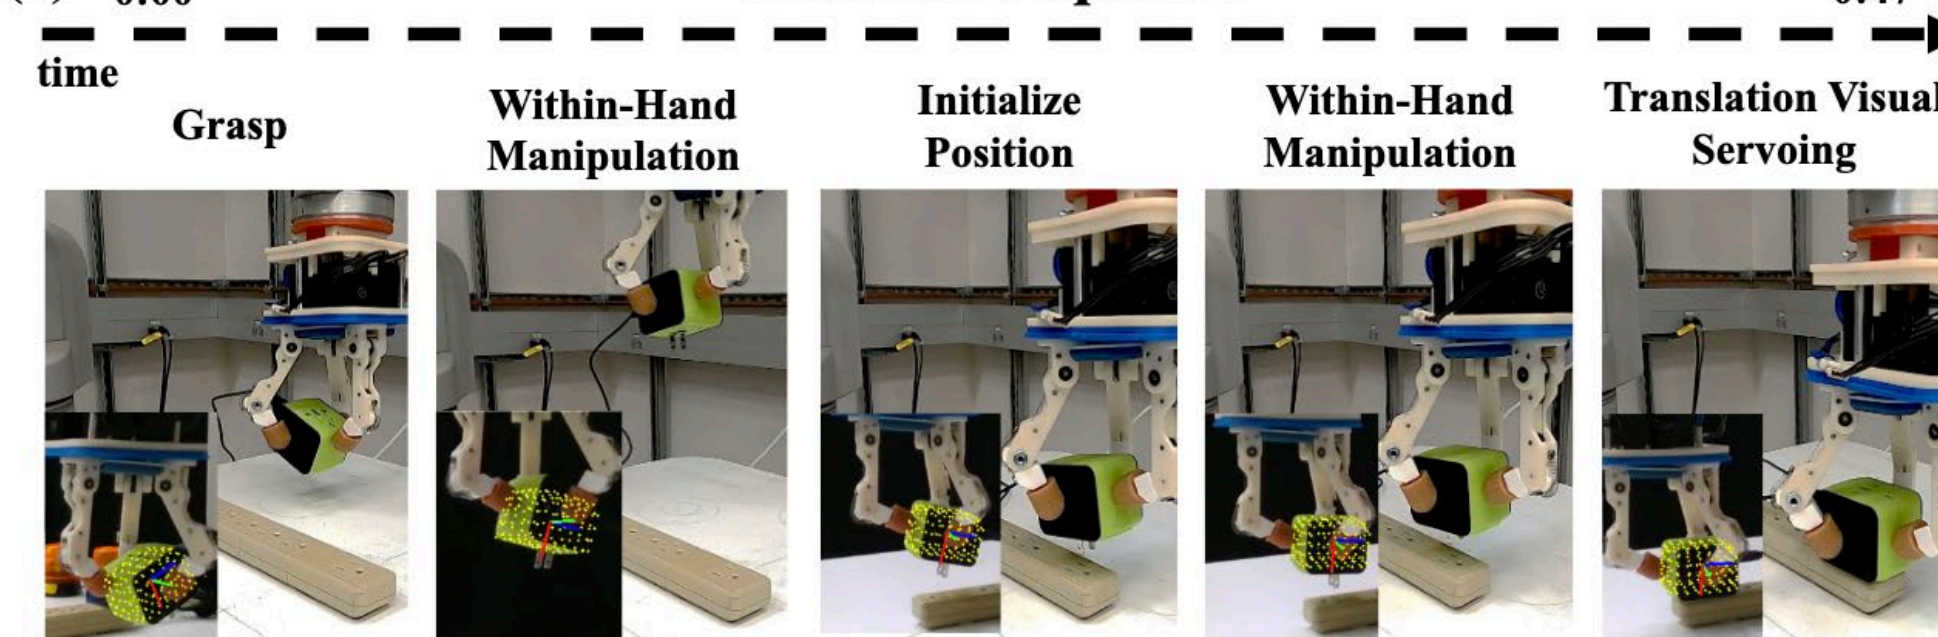 time
Grasp
Within-Hand
Manipulation
Initialize
Position
Within-Hand
Manipulation
Translation Visual
Servoing